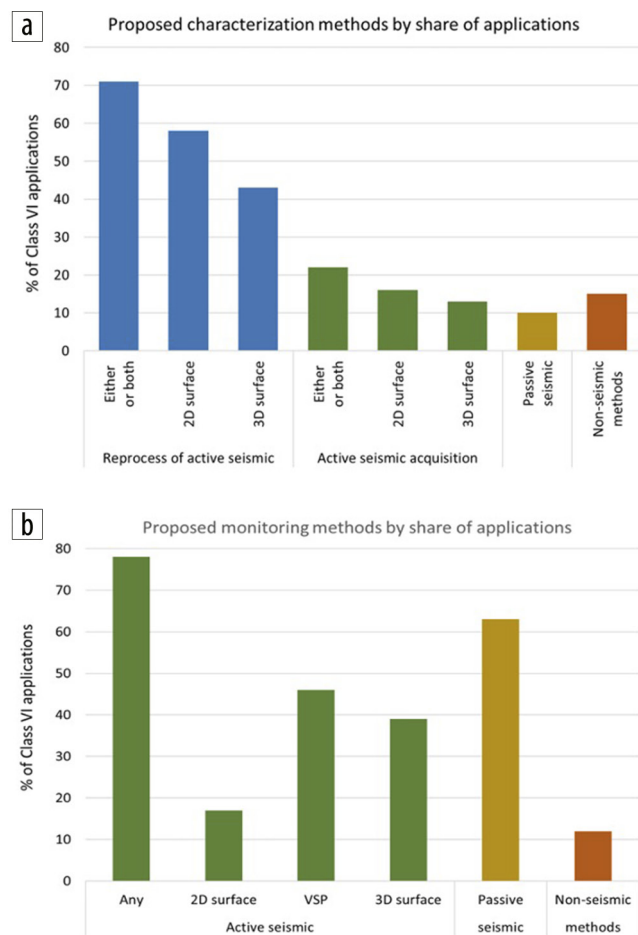 a
Proposed characterization methods by share of applications
% of Class VI applications
80
70
60
50
40
30
20
10
0
Either
or both
2D surface
3D surface
Either
or both
2D surface
3D surface
Passive
seismic
Non-seismic
methods
Reprocess of active seismic
Active seismic acquisition
b
Proposed monitoring methods by share of applications
% of Class VI applications
80
70
60
50
40
30
20
10
0
Any
2D surface
VSP
3D surface
Passive
seismic
Non-seismic
methods
Active seismic